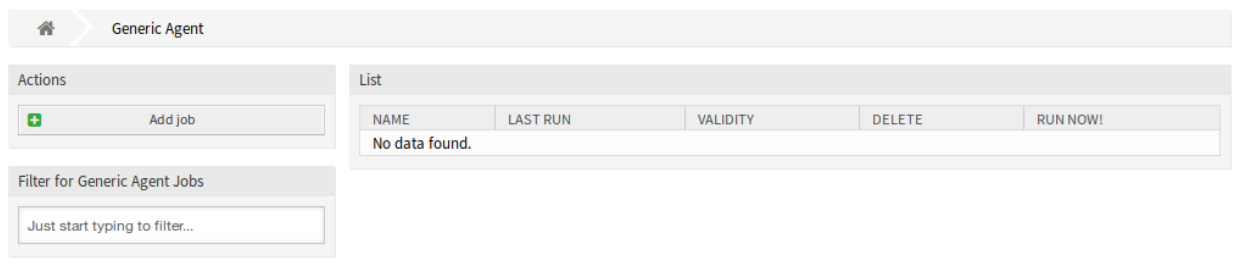 Generic Agent
Actions
Add job
Filter for Generic Agent Jobs
Just start typing to filter...
List
NAME LAST RUN VALIDITY DELETE RUN NOW!
No data found.